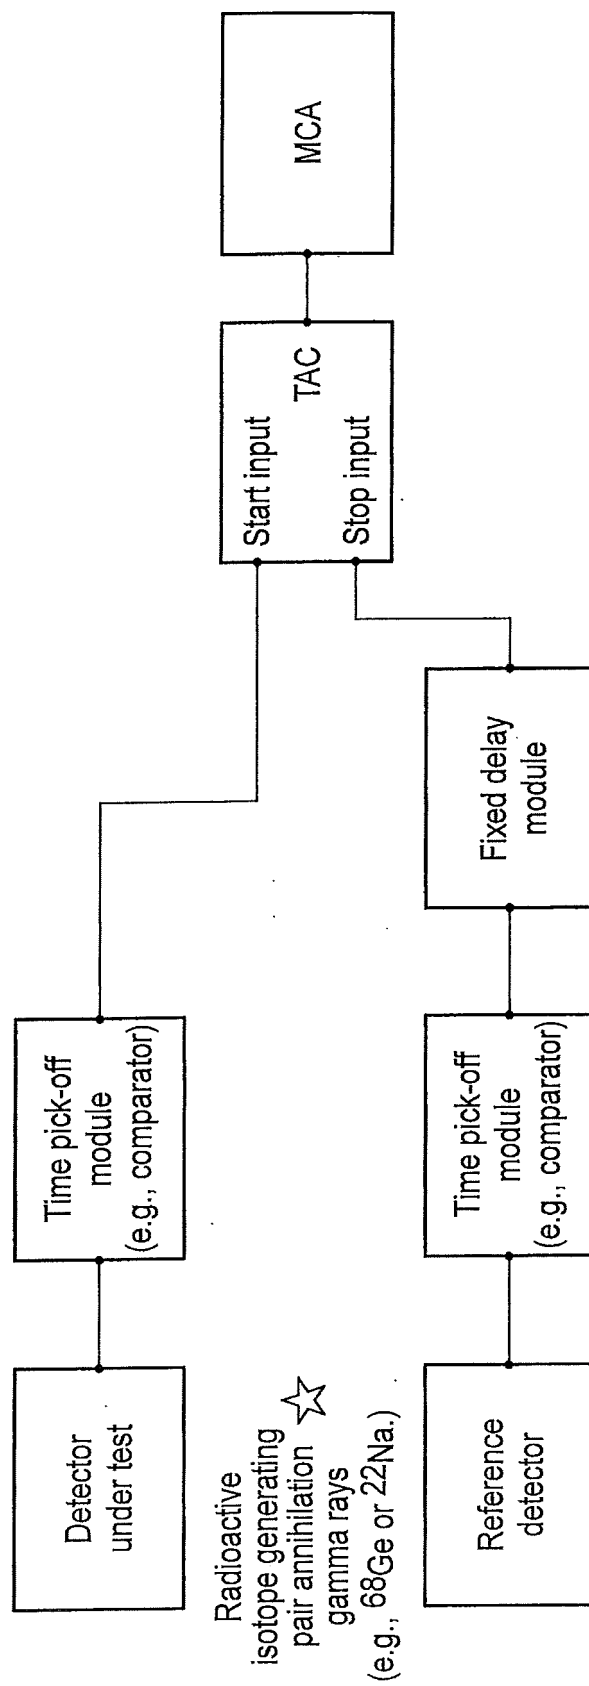 Detector
under test
Time pick-off
module
(e.g., comparator)
Radioactive
isotope generating
pair annihilation
gamma rays
(e.g., 68Ge or 22Na.)
Reference
detector
Time pick-off
module
(e.g., comparator)
Fixed delay
module
Start input
TAC
Stop input
MCA